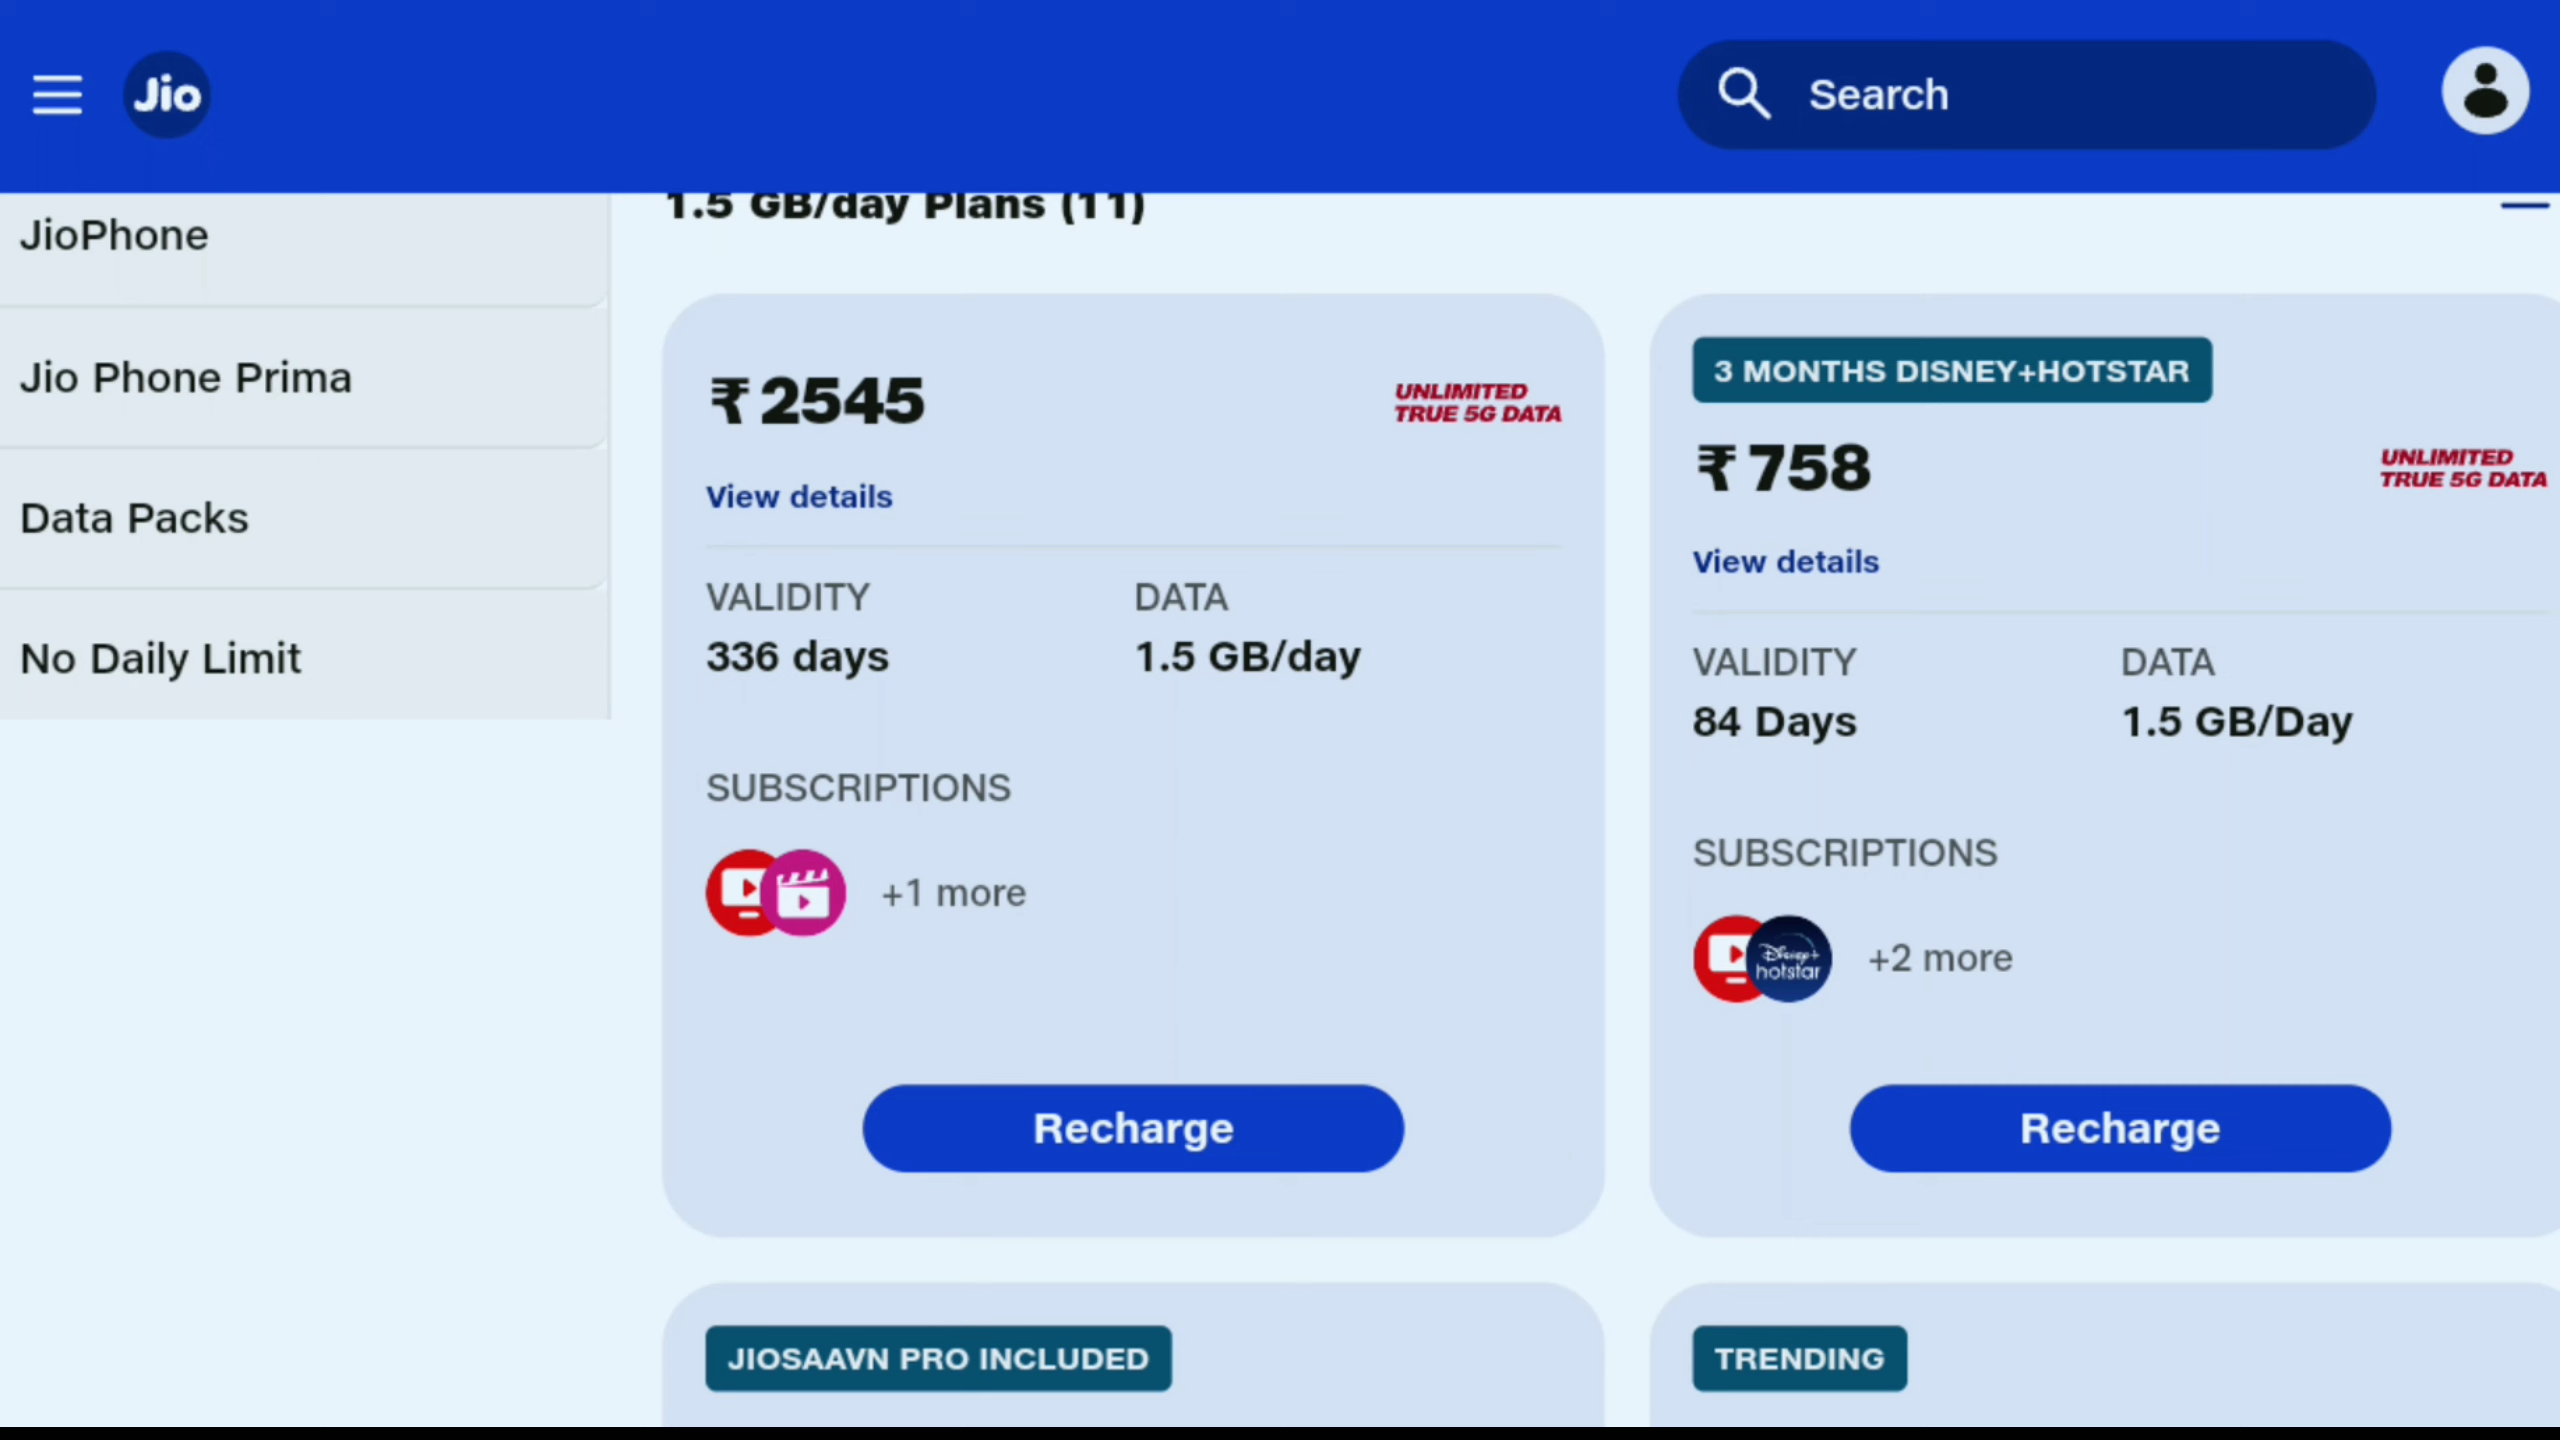 Jio
Search
1.5 GB/day Plans (11)
JioPhone
Jio Phone Prima
Data Packs
No Daily Limit
₹ 2545
UNLIMITED
TRUE 5G DATA
View details
VALIDITY
DATA
336 days
1.5 GB/day
SUBSCRIPTIONS
+1 more
Recharge
3 MONTHS DISNEY+HOTSTAR
₹ 758
UNLIMITED
TRUE 5G DATA
View details
VALIDITY
DATA
84 Days
1.5 GB/Day
SUBSCRIPTIONS
Disney+
hotstar
+2 more
Recharge
JIOSAAVN PRO INCLUDED
TRENDING